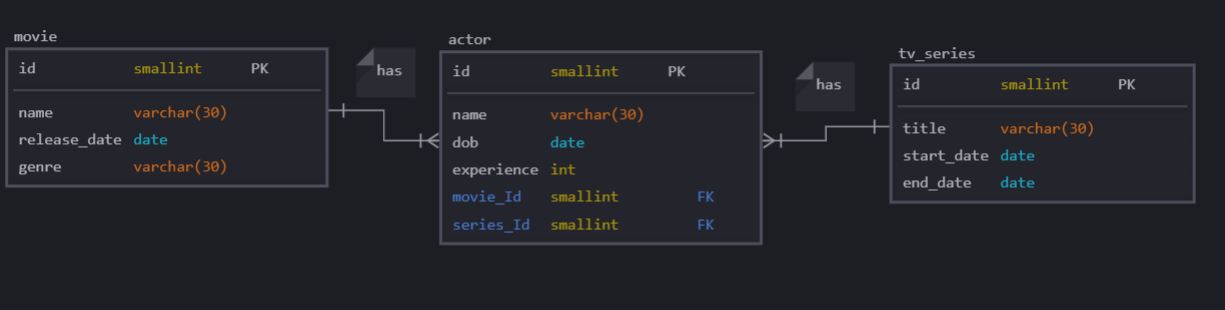 movie
id smallint PK
name varchar(30)
release_date date
genre varchar(30)
has
actor
id smallint PK
name varchar(30)
dob date
experience int
movie_Id smallint FK
series_Id smallint FK
has
tv_series
id smallint PK
title varchar(30)
start_date date
end_date date